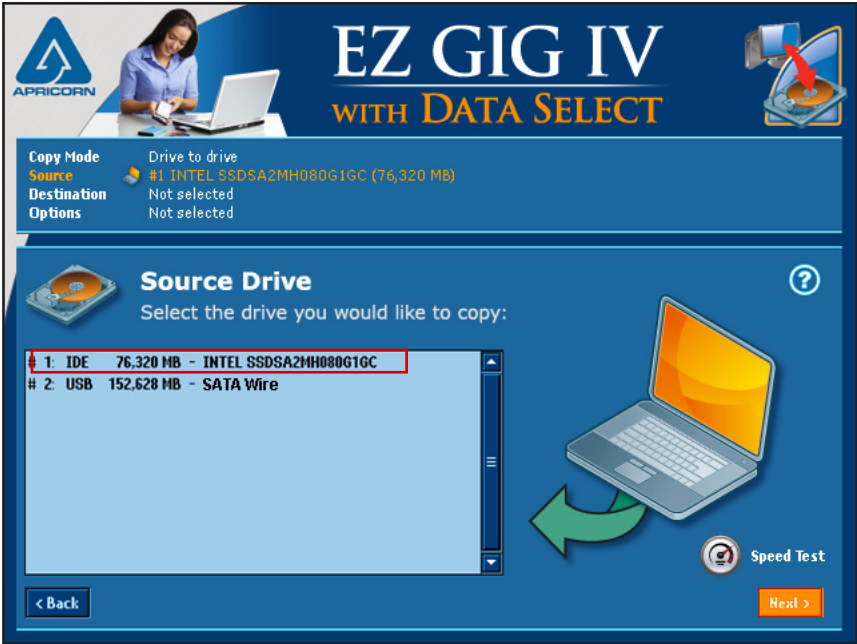 APRICORN
EZ GIG IV
WITH DATA SELECT
Copy Mode Drive to drive
Source #1 INTEL SSDSA2MH080G1GC (76,320 MB)
Destination Not selected
Options Not selected
Source Drive
?
Select the drive you would like to copy:
# 1: IDE 76,320 MB - INTEL SSDSA2MH080G1GC
# 2: USB 152,628 MB - SATA Wire
Speed Test
< Back
Next >